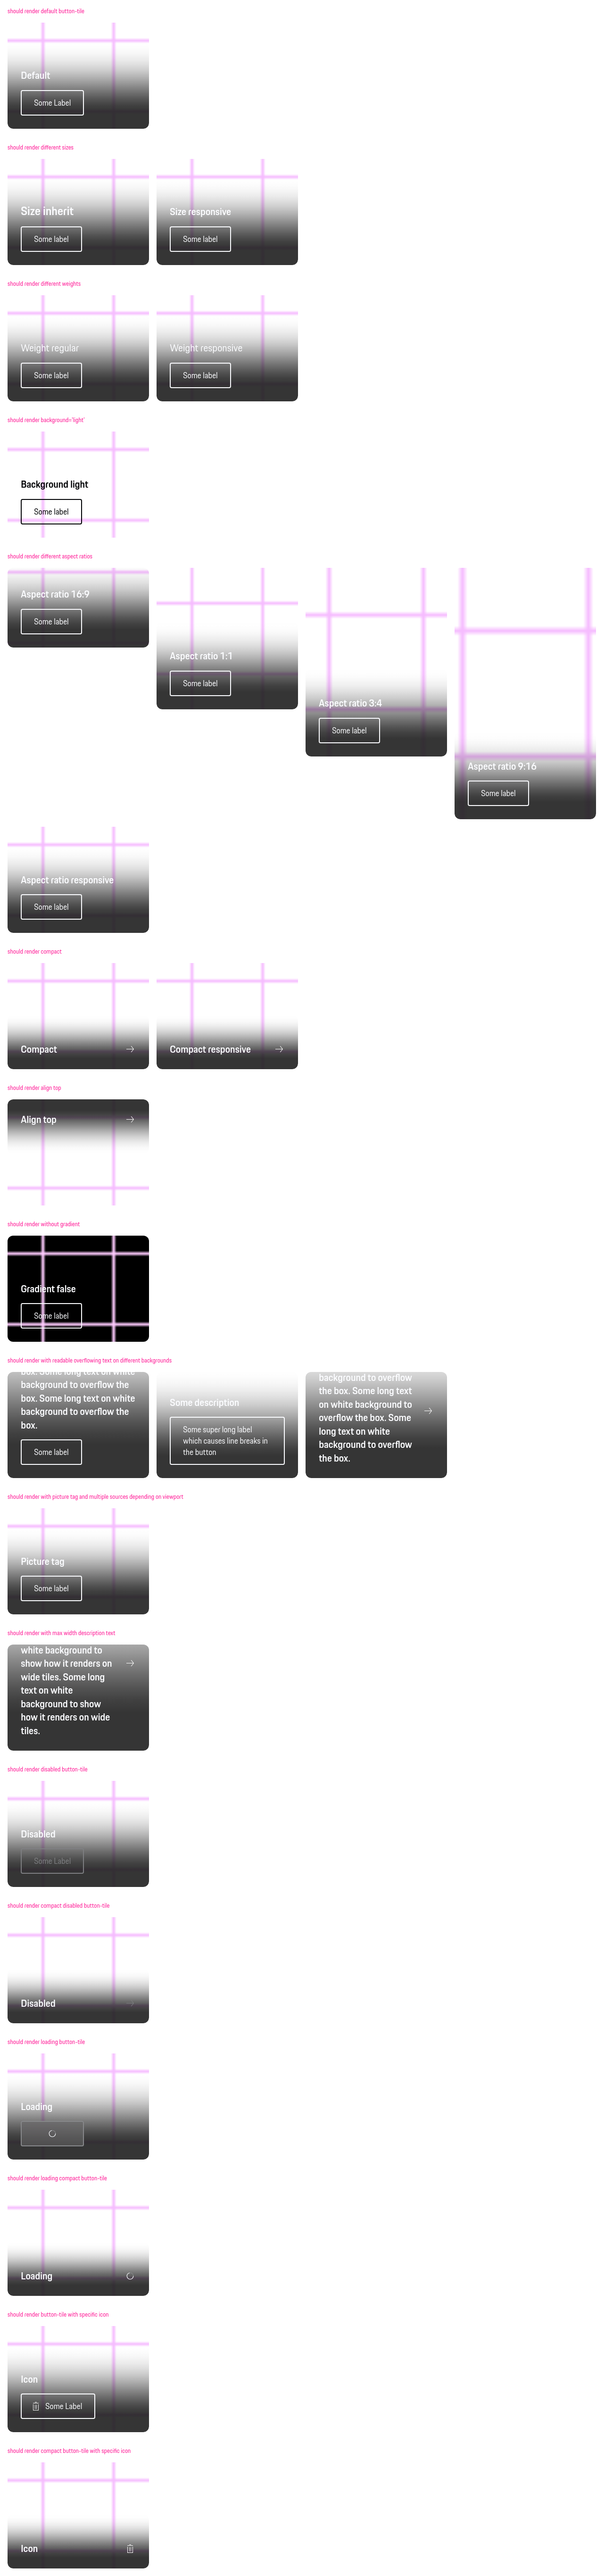 should render default button-tile
Default
Some Label
should render different sizes
Size inherit
Some label
Size responsive
Some label
should render different weights
Weight regular
Some label
Weight responsive
Some label
should render background='light'
Background light
Some label
should render different aspect ratios
Aspect ratio 16:9
Some label
Aspect ratio 1:1
Some label
Aspect ratio 3:4
Some label
Aspect ratio 9:16
Some label
Aspect ratio responsive
Some label
should render compact
Compact
Compact responsive
should render align top
Align top
should render without gradient
Gradient false
Some label
should render with readable overflowing text on different backgrounds
box. Some long text on white
background to overflow the
box. Some long text on white
background to overflow the
box.
Some label
Some description
Some super long label
which causes line breaks in
the button
background to overflow
the box. Some long text
on white background to
overflow the box. Some
long text on white
background to overflow
the box.
should render with picture tag and multiple sources depending on viewport
Picture tag
Some label
should render with max width description text
white background to
show how it renders on
wide tiles. Some long
text on white
background to show
how it renders on wide
tiles.
should render disabled button-tile
Disabled
Some Label
should render compact disabled button-tile
Disabled
should render loading button-tile
Loading
should render loading compact button-tile
Loading
should render button-tile with specific icon
Icon
Some Label
should render compact button-tile with specific icon
Icon